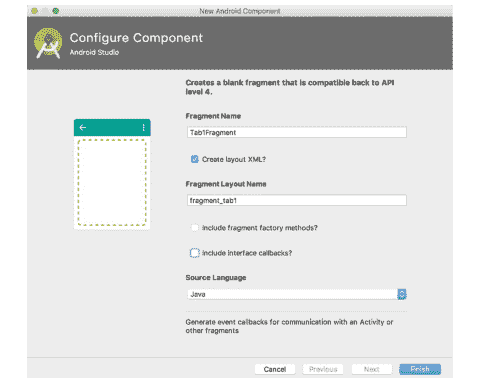 New Android Component
Configure Component
Android Studio
Creates a blank fragment that is compatible back to API
level 4.
Fragment Name
Tab1Fragment
Create layout XML?
Fragment Layout Name
fragment_tab1
Include fragment factory methods?
Include interface callbacks?
Source Language
Java
Generate event callbacks for communication with an Activity or
other fragments
Cancel
Previous
Next
Finish